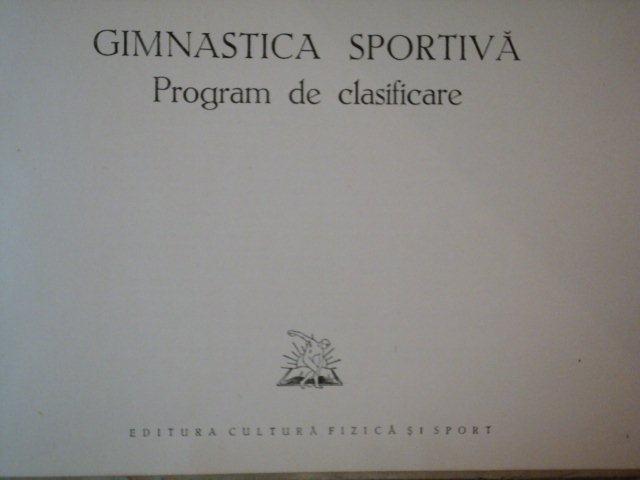 GIMNASTICA SPORTIVĂ
Program de clasificare
EDITURA CULTURĂ FIZICĂ ȘI SPORT